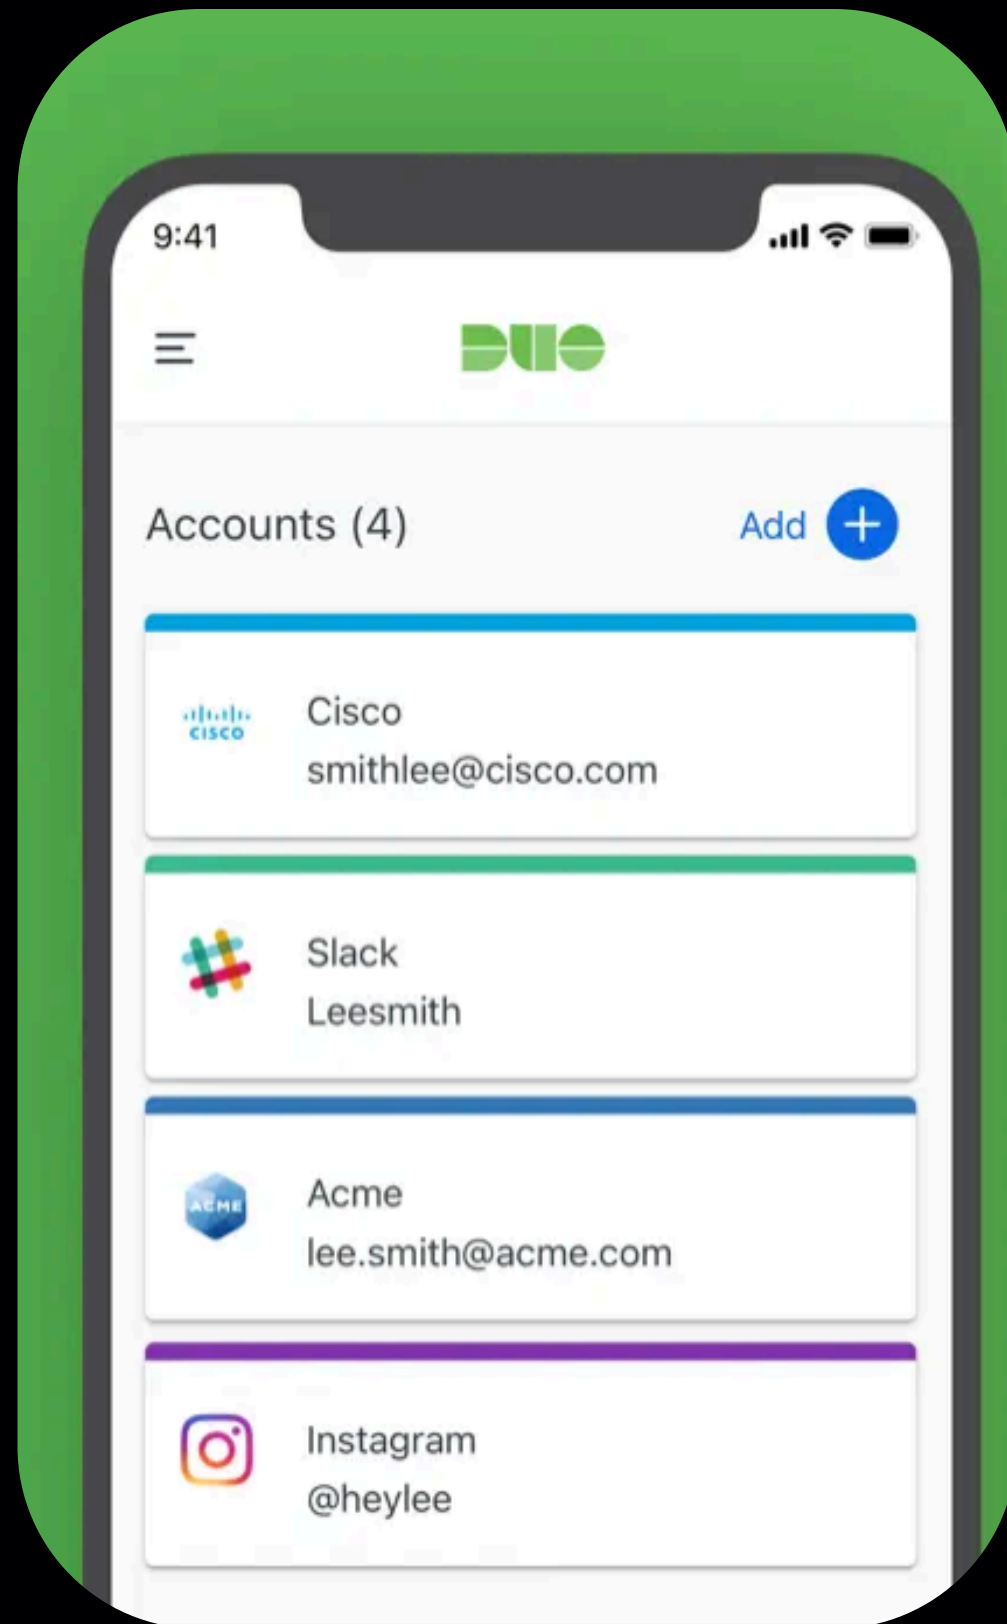 9:41
DUO
Accounts (4)
Add
CISCO
Cisco
smithlee@cisco.com
Slack
Leesmith
ACME
Acme
lee.smith@acme.com
Instagram
@heylee